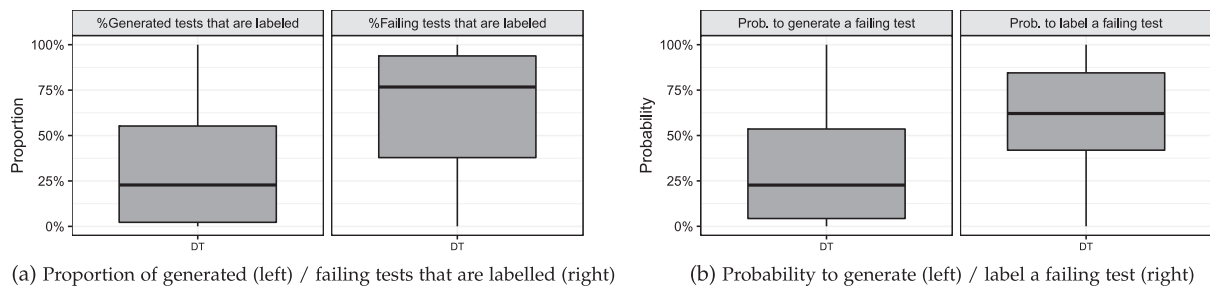 %Generated tests that are labeled
%Failing tests that are labeled
Proportion
100%
75%
50%
25%
0%
DT
DT
(a) Proportion of generated (left) / failing tests that are labelled (right)
Prob. to generate a failing test
Prob. to label a failing test
Probability
100%
75%
50%
25%
0%
DT
DT
(b) Probability to generate (left) / label a failing test (right)